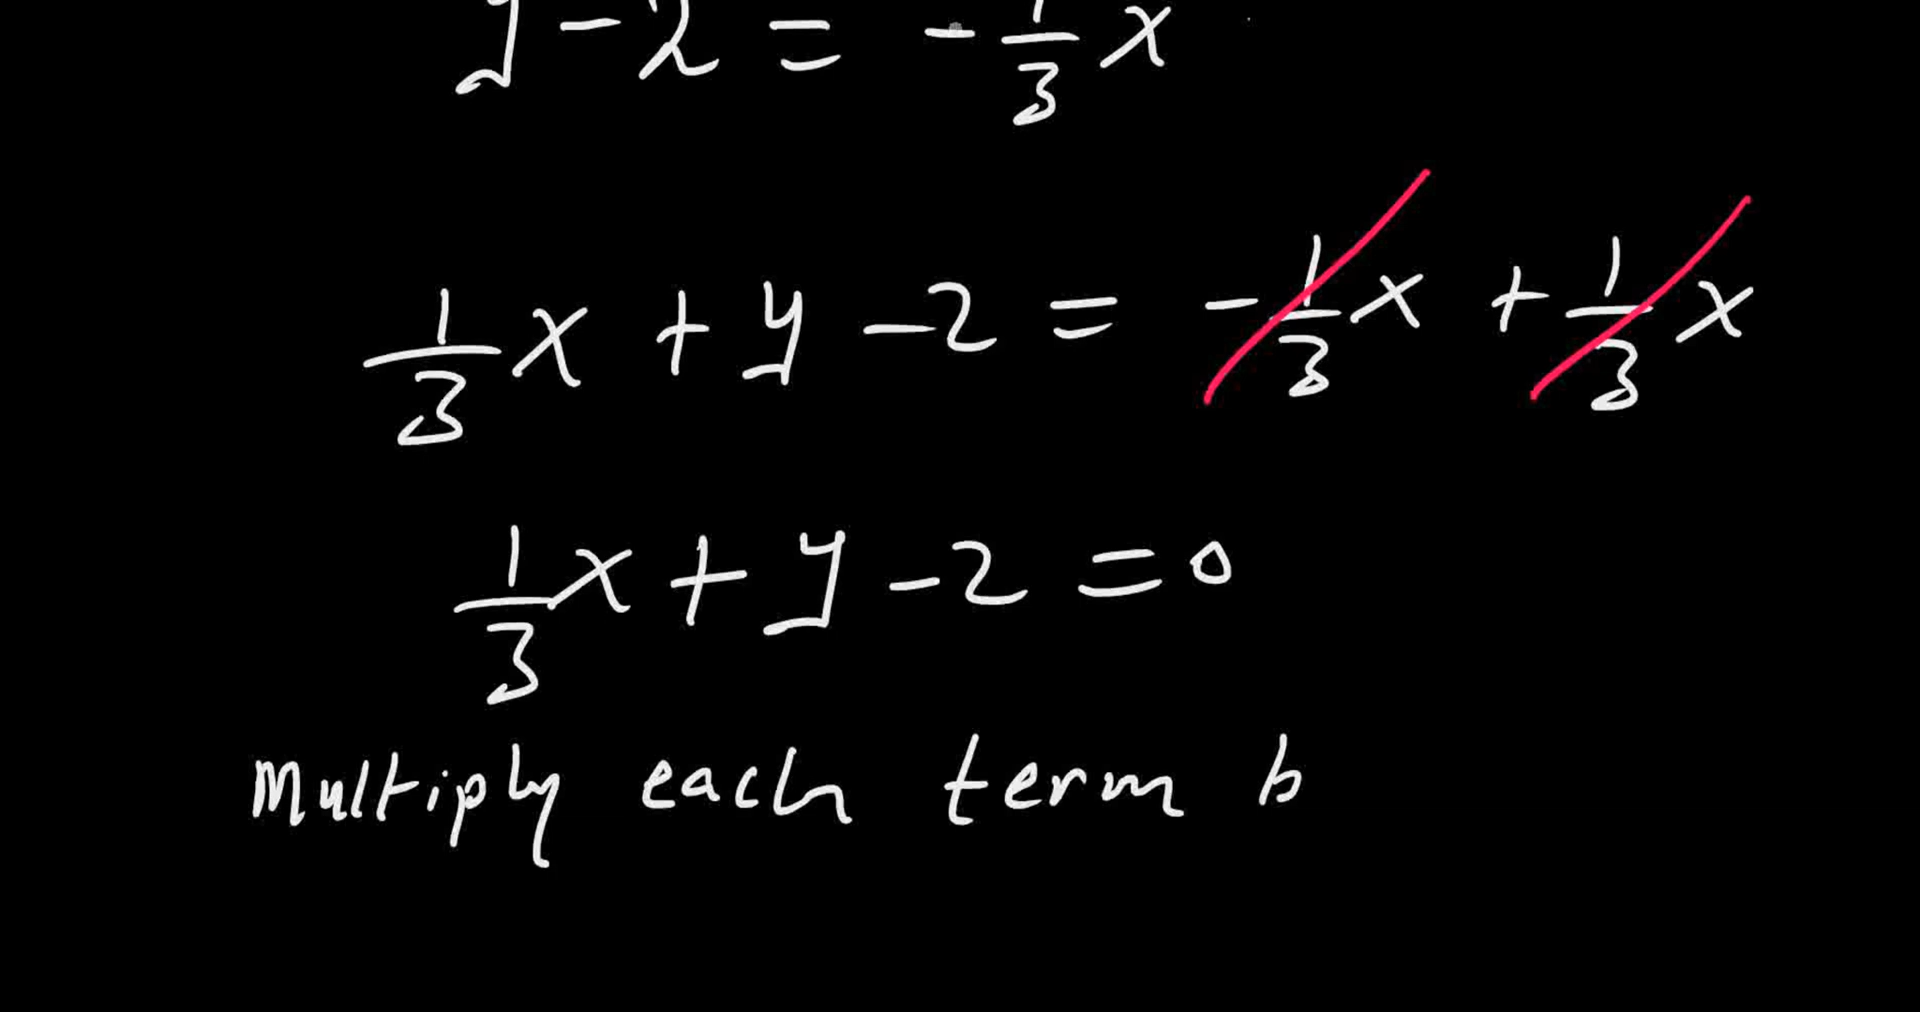 y - 2 = - 1/3 x
1/3 x + y - 2 = - 1/3 x + 1/3 x
1/3 x + y - 2 = 0
Multiply each term b